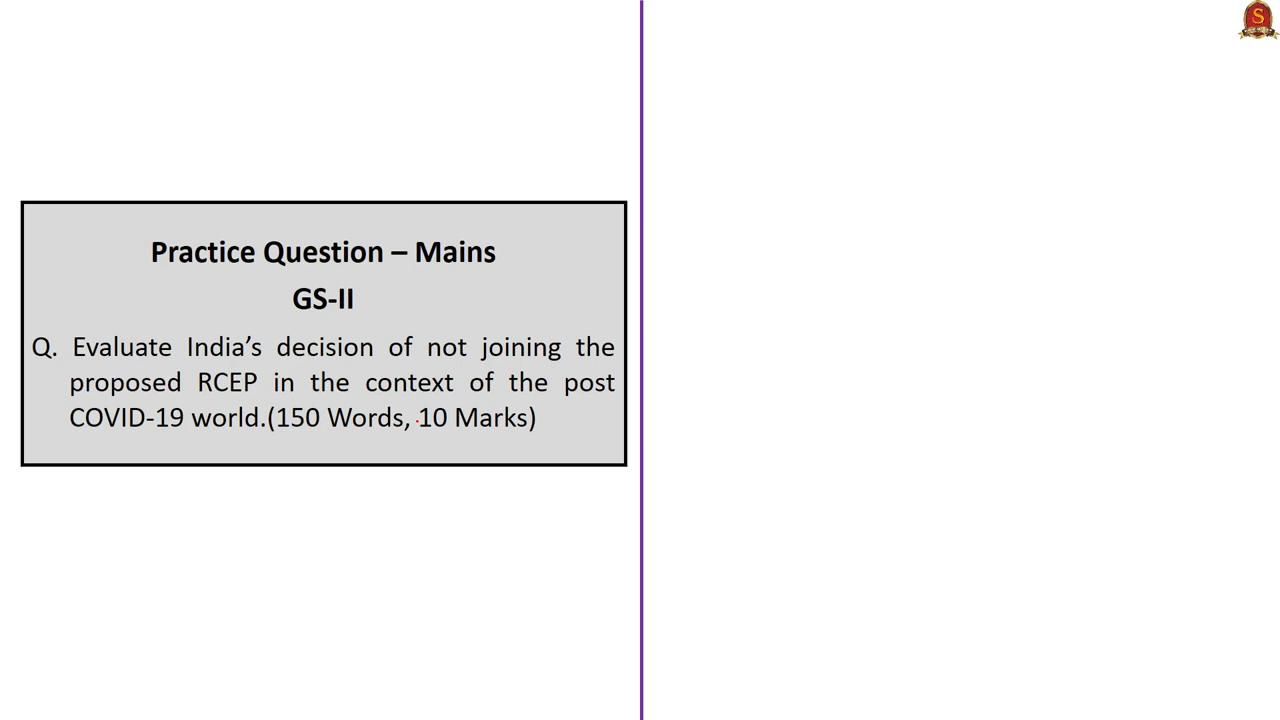 S
Practice Question – Mains
GS-II
Q. Evaluate India’s decision of not joining the
proposed RCEP in the context of the post
COVID-19 world.(150 Words, 10 Marks)